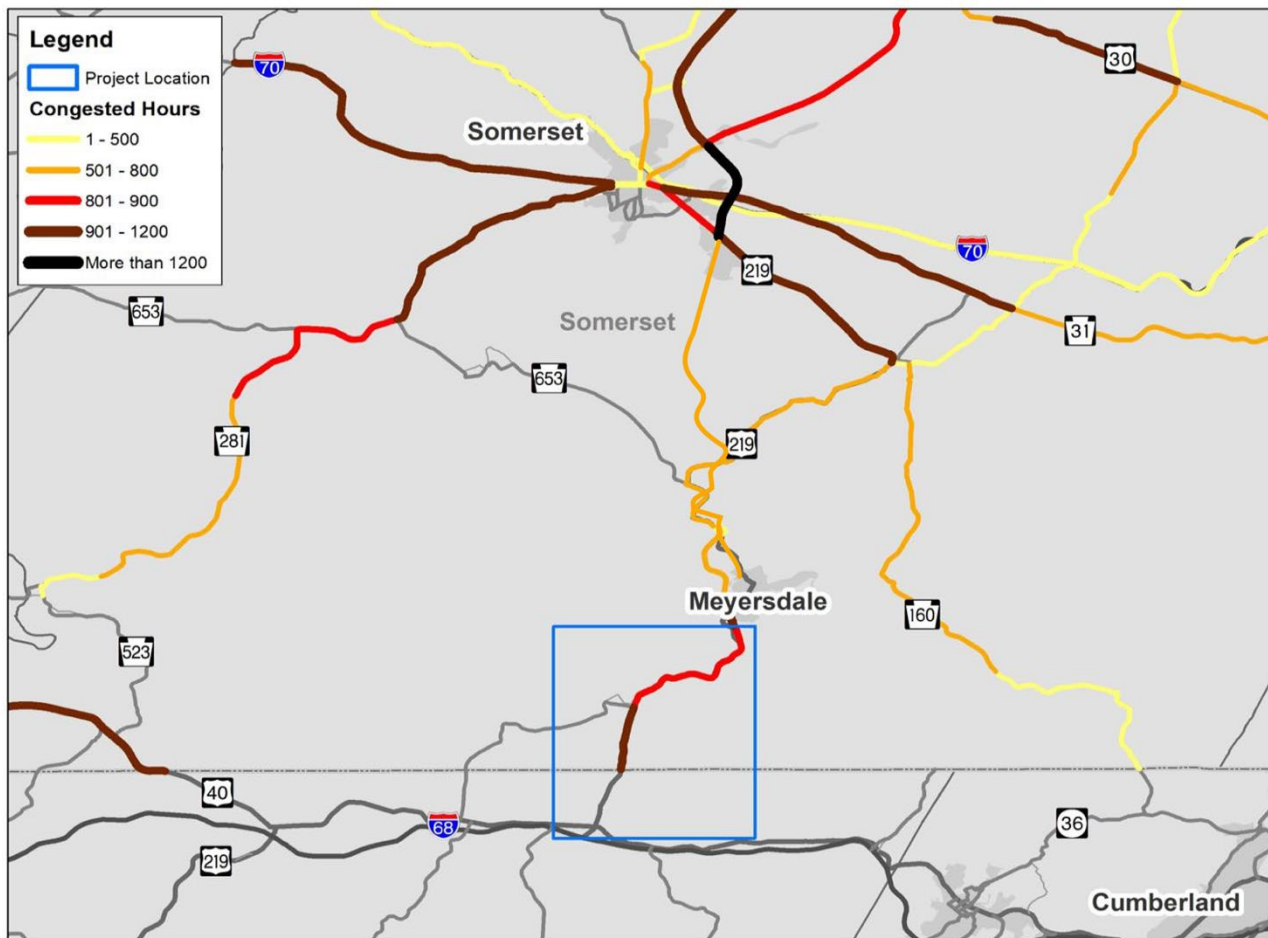 Legend
Project Location
Congested Hours
1 - 500
501 - 800
801 - 900
901 - 1200
More than 1200
70
30
Somerset
70
219
653
Somerset
31
653
281
219
Meyersdale
160
523
40
68
36
219
Cumberland